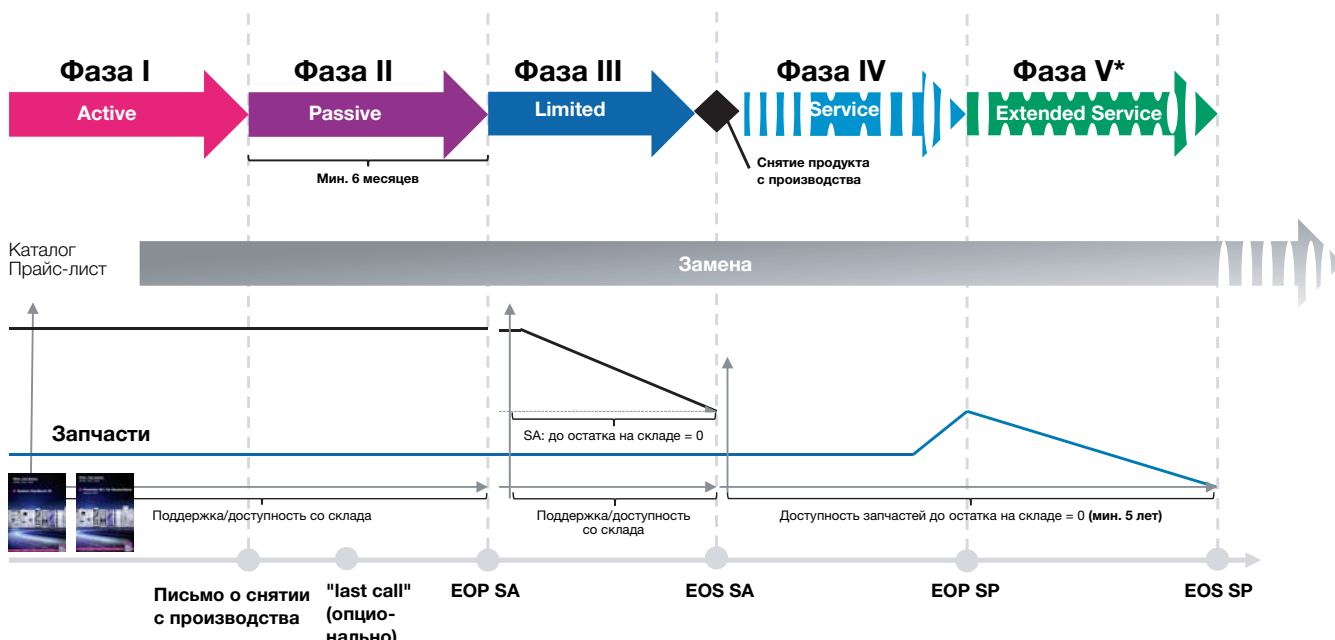 Фаза I
Фаза II
Фаза III
Фаза IV
Фаза V*
Active
Passive
Limited
Service
Extended Service
Мин. 6 месяцев
Снятие продукта
с производства
Каталог
Прайс-лист
Замена
Запчасти
SA: до остатка на складе = 0
Поддержка/доступность со склада
Поддержка/доступность
со склада
Доступность запчастей до остатка на складе = 0 (мин. 5 лет)
Письмо о снятии
с производства
"last call"
(опцио-
нально)
EOP SA
EOS SA
EOP SP
EOS SP